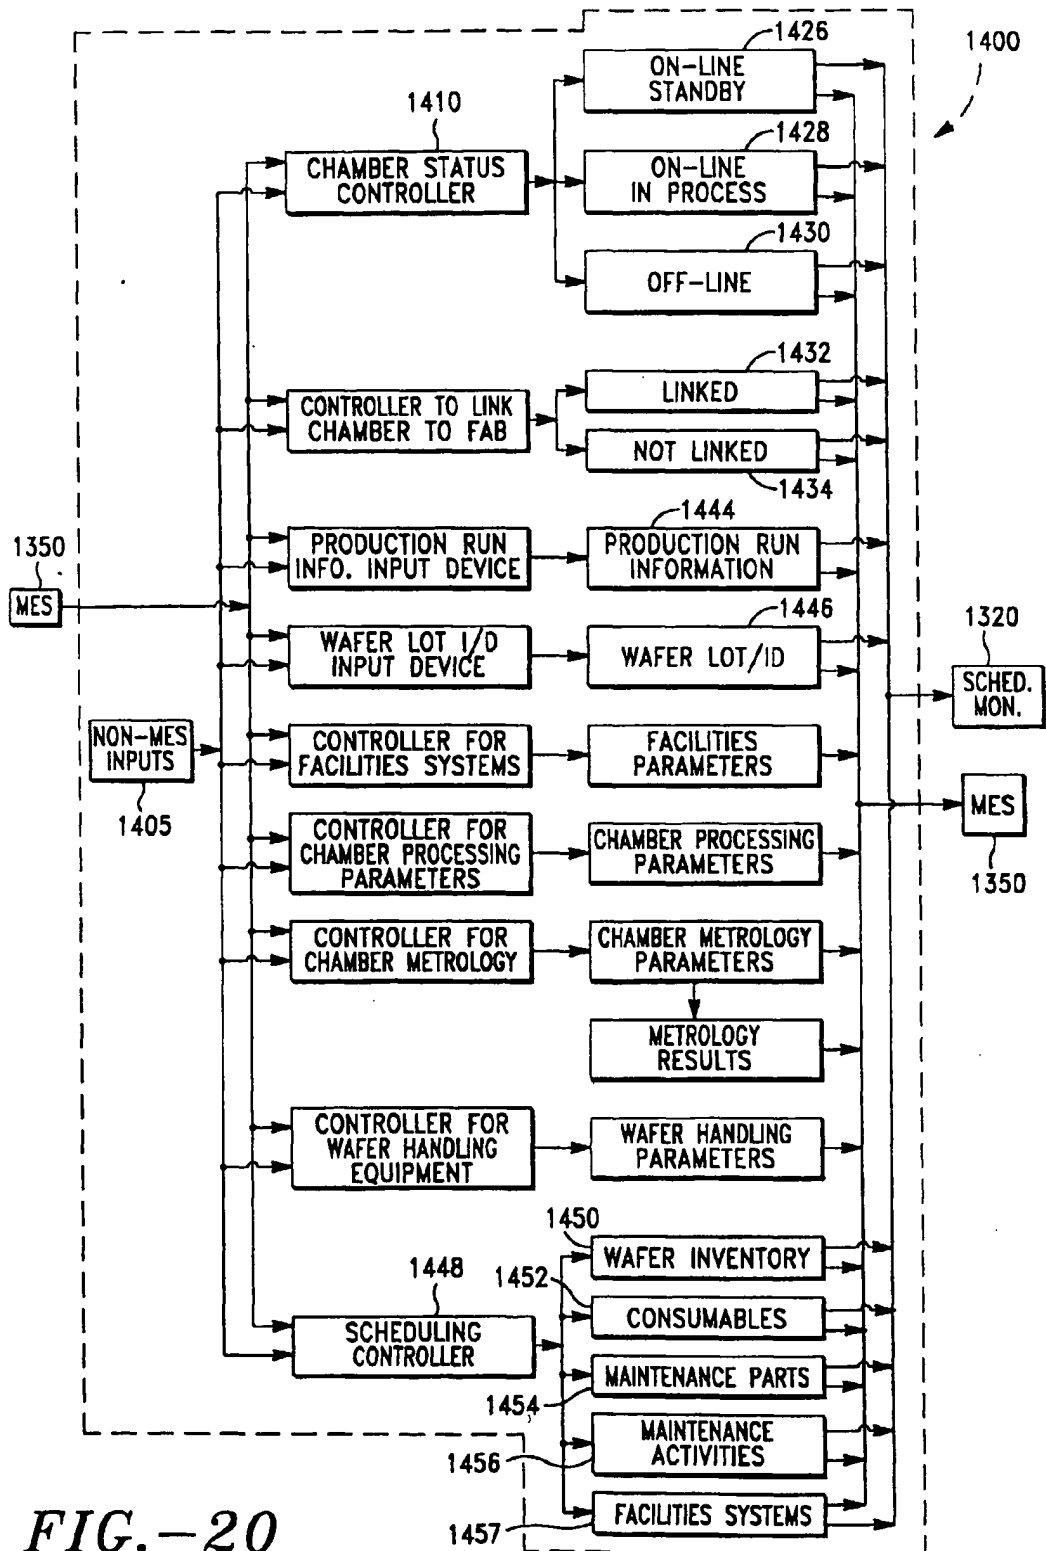 1426
1400
ON-LINE
STANDBY
1410
1428
CHAMBER STATUS
CONTROLLER
ON-LINE
IN PROCESS
1430
OFF-LINE
1432
LINKED
CONTROLLER TO LINK
CHAMBER TO FAB
NOT LINKED
1434
1444
1350
PRODUCTION RUN
INFO. INPUT DEVICE
PRODUCTION RUN
INFORMATION
MES
1446
WAFER LOT I/D
INPUT DEVICE
WAFER LOT/ID
1320
SCHED.
MON.
NON-MES
INPUTS
1405
CONTROLLER FOR
FACILITIES SYSTEMS
FACILITIES
PARAMETERS
MES
1350
CONTROLLER FOR
CHAMBER PROCESSING
PARAMETERS
CHAMBER PROCESSING
PARAMETERS
CONTROLLER FOR
CHAMBER METROLOGY
CHAMBER METROLOGY
PARAMETERS
METROLOGY
RESULTS
CONTROLLER FOR
WAFER HANDLING
EQUIPMENT
WAFER HANDLING
PARAMETERS
1450
WAFER INVENTORY
1448
1452
CONSUMABLES
SCHEDULING
CONTROLLER
MAINTENANCE PARTS
1454
MAINTENANCE
ACTIVITIES
1456
FACILITIES SYSTEMS
1457
FIG.-20